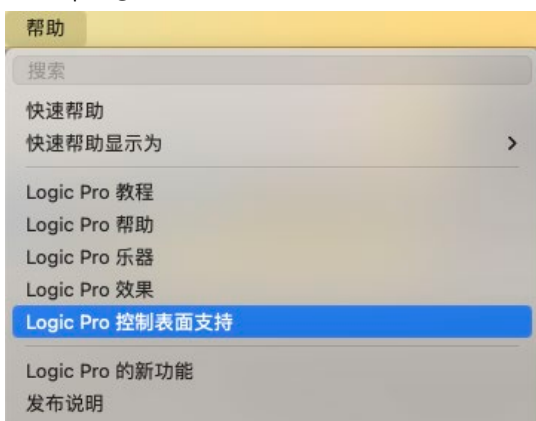 帮助
搜索
快速帮助
快速帮助显示为
Logic Pro 教程
Logic Pro 帮助
Logic Pro 乐器
Logic Pro 效果
Logic Pro 控制表面支持
Logic Pro 的新功能
发布说明